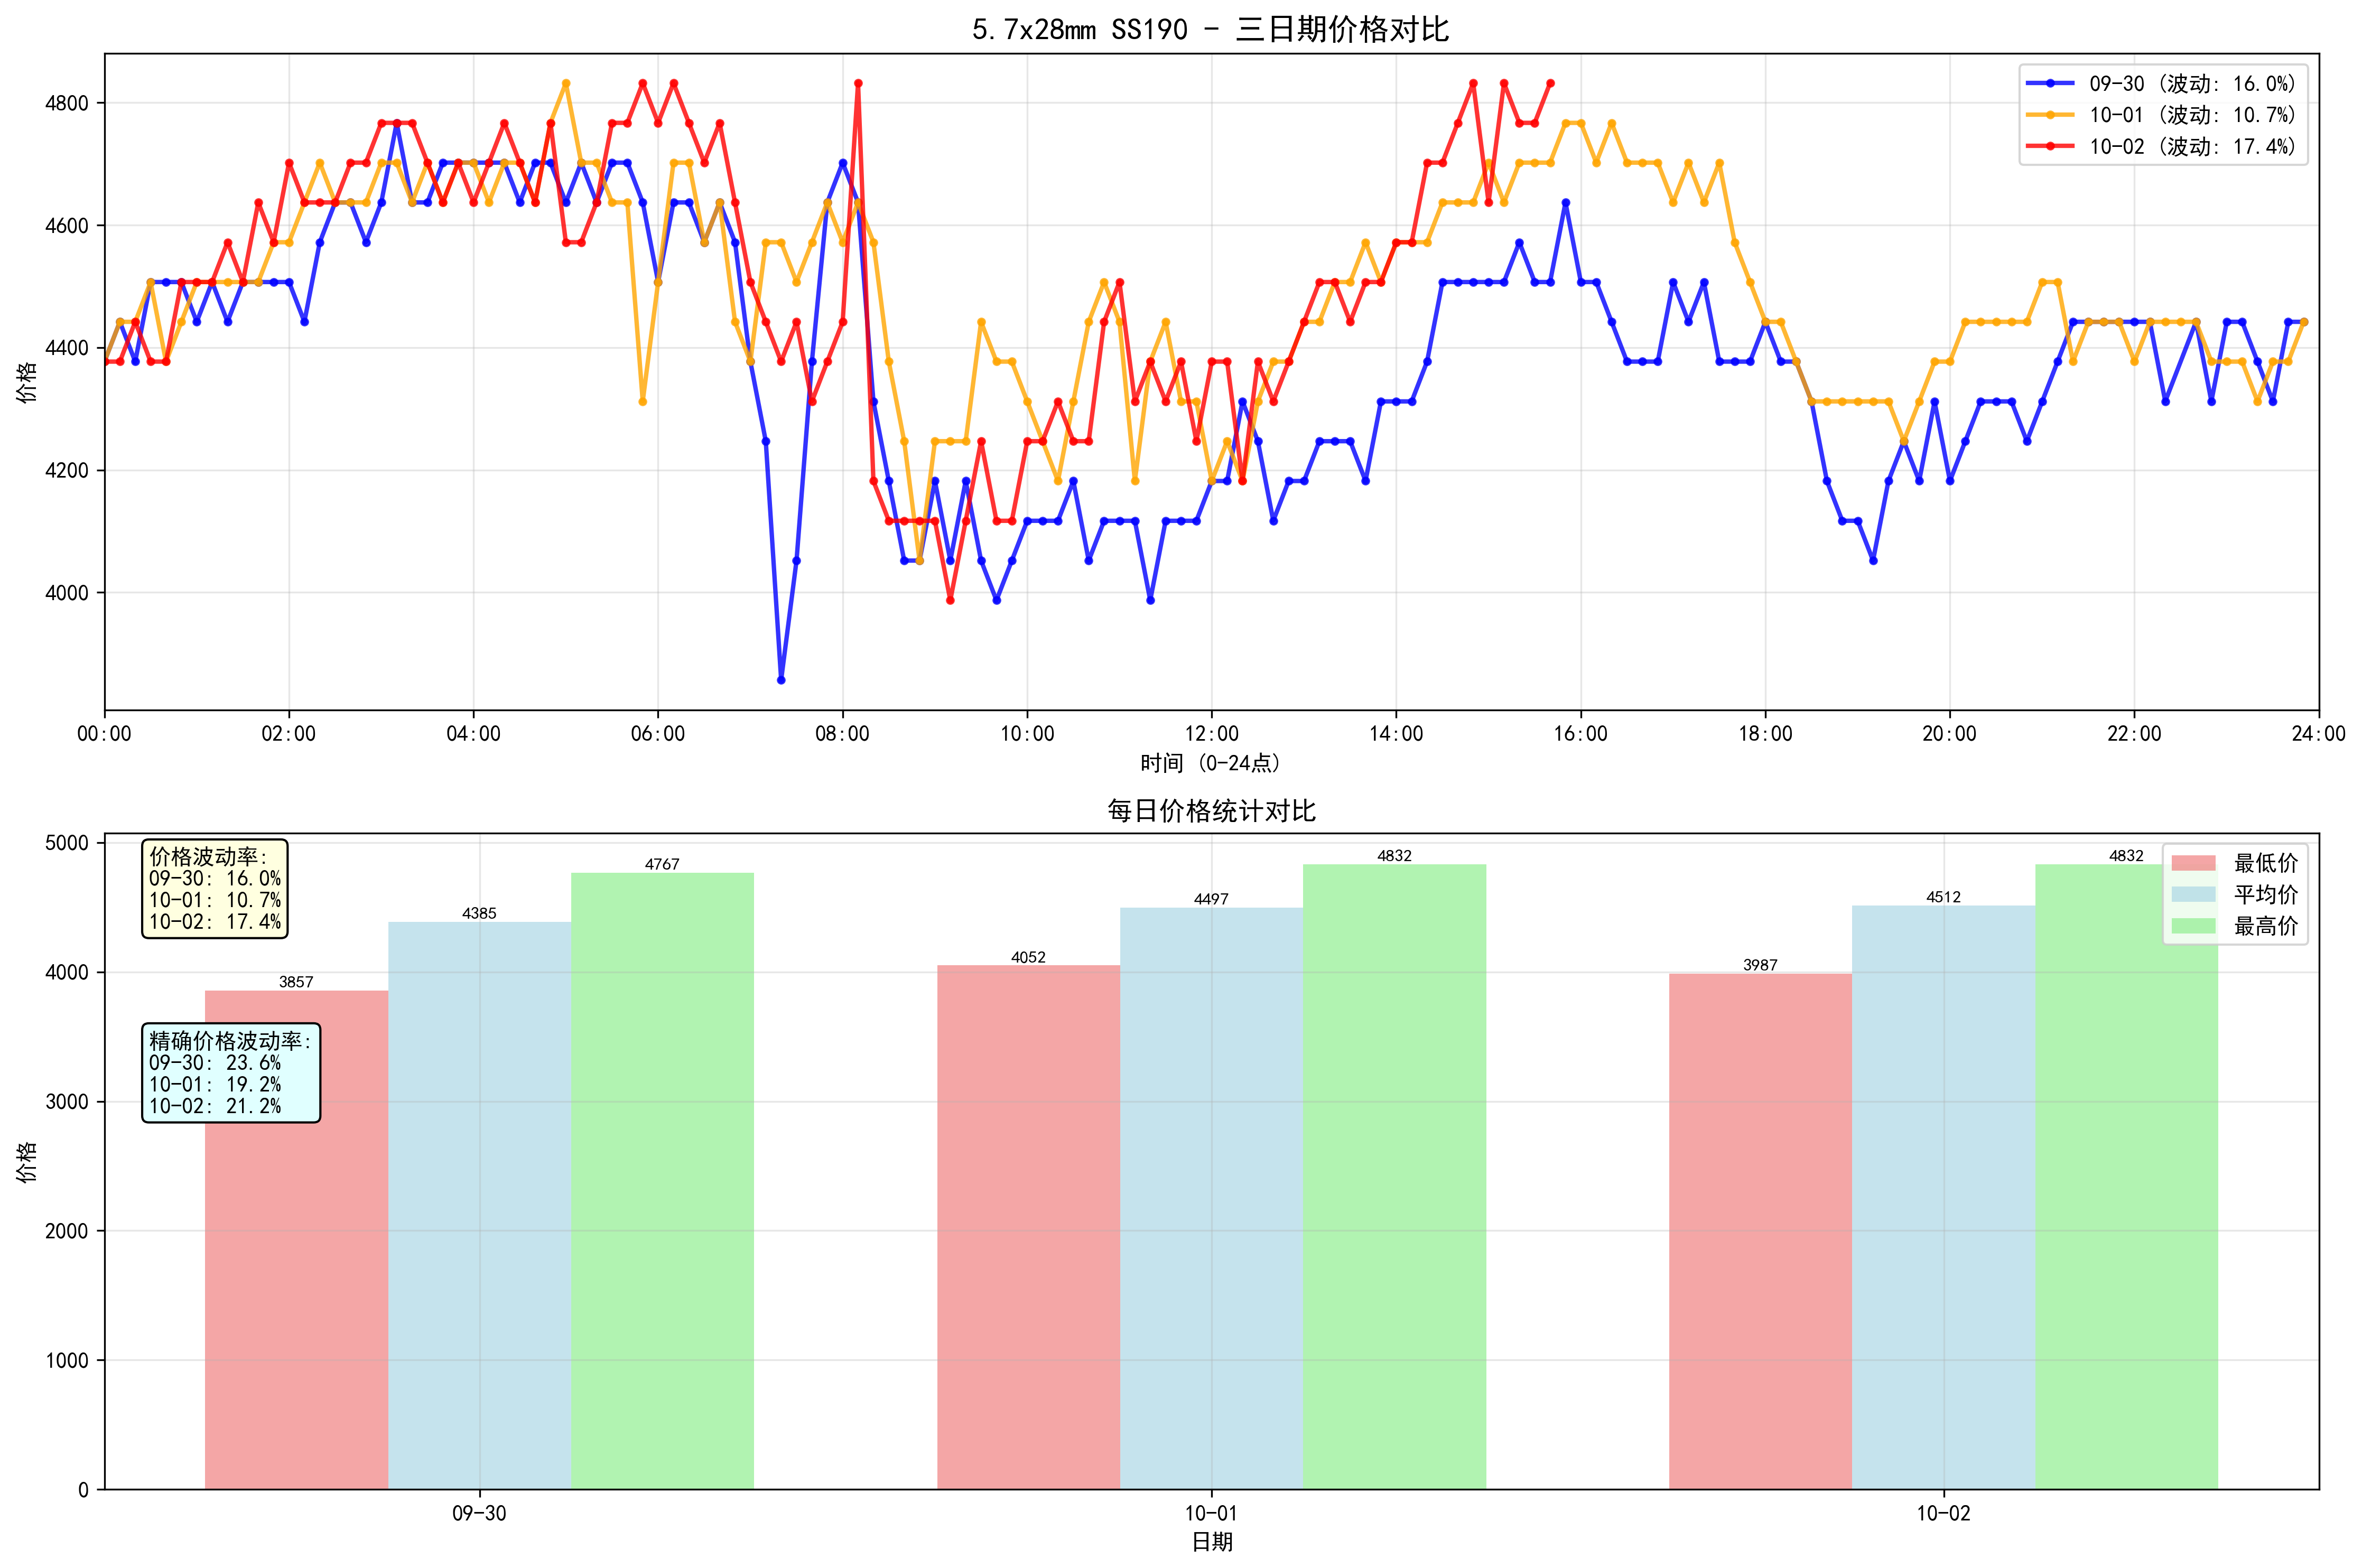 5.7x28mm SS190 - 三日期价格对比
09-30 (波动: 16.0%)
10-01 (波动: 10.7%)
10-02 (波动: 17.4%)
4800
4600
4400
4200
4000
价格
00:00 02:00 04:00 06:00 08:00 10:00 12:00 14:00 16:00 18:00 20:00 22:00 24:00
时间 (0-24点)
每日价格统计对比
价格波动率:
09-30: 16.0%
10-01: 10.7%
10-02: 17.4%
精确价格波动率:
09-30: 23.6%
10-01: 19.2%
10-02: 21.2%
最低价
平均价
最高价
5000
4000
3000
2000
1000
0
价格
3857 4385 4767
4052 4497 4832
3987 4512 4832
09-30 10-01 10-02
日期